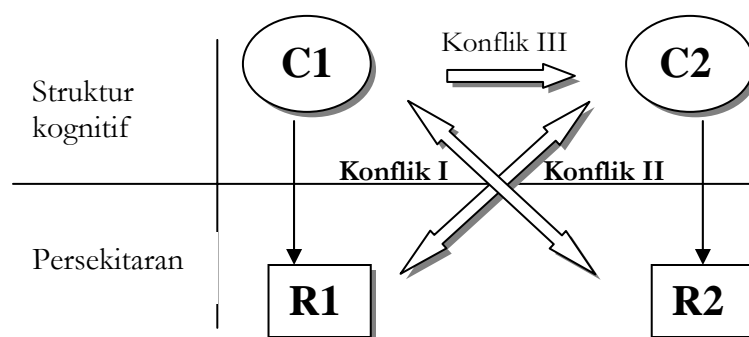 Konflik III
C1
C2
Struktur
kognitif
Konflik I
Konflik II
Persekitaran
R1
R2